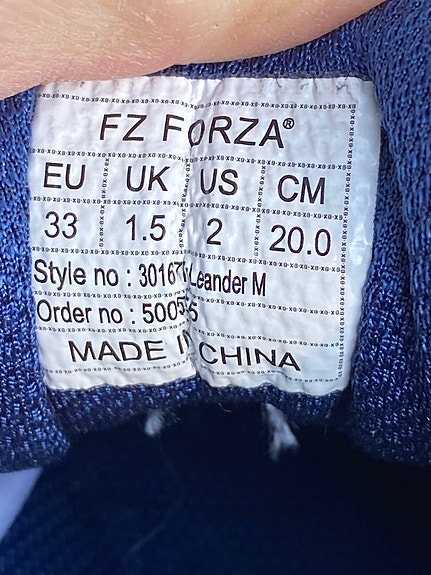 FZ FORZA®
EU UK US CM
33 1.5 2 20.0
Style no : Leander M
Order no :
MADE IN CHINA